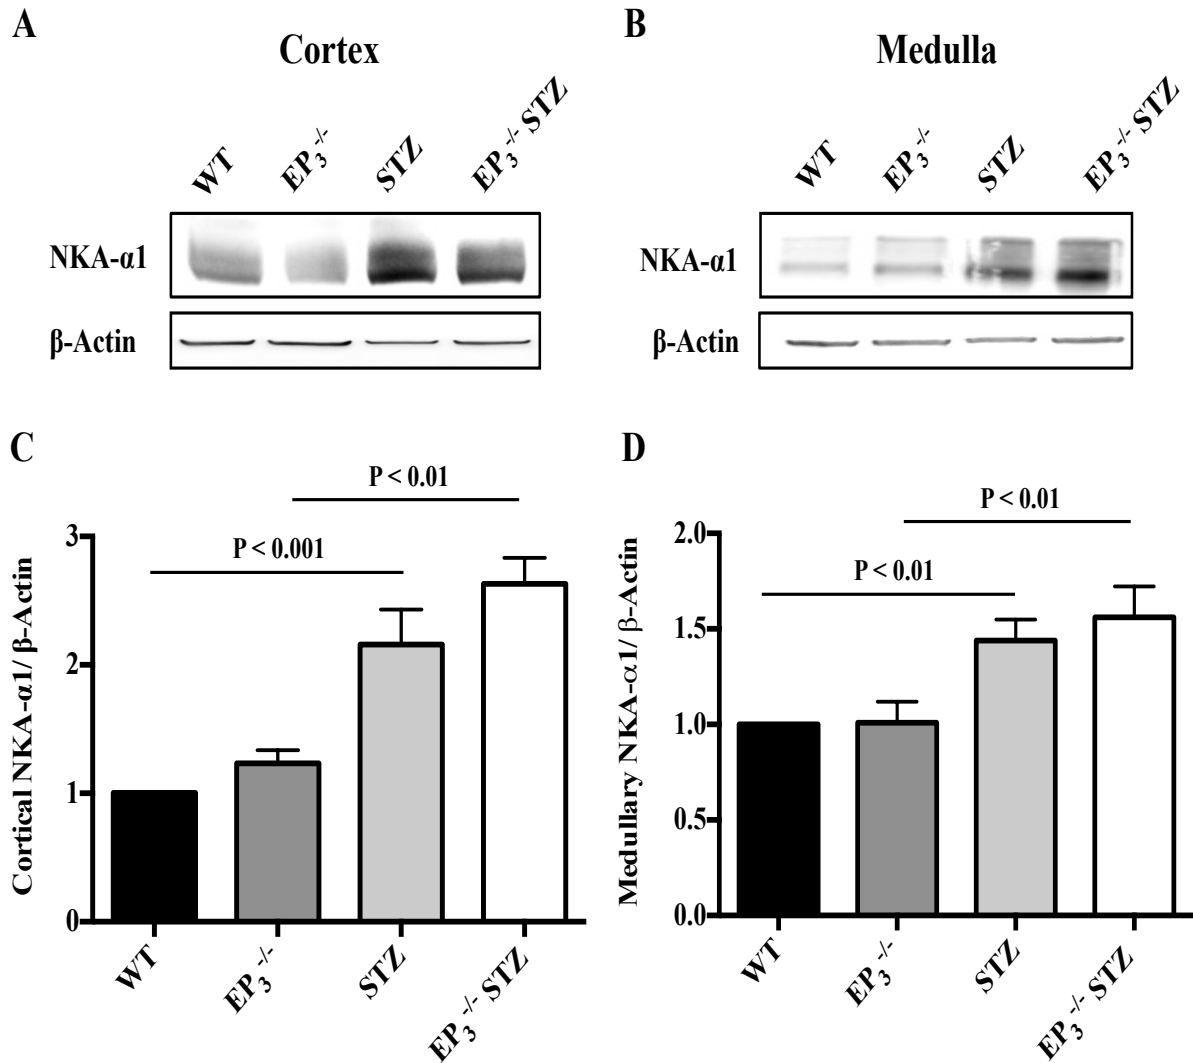 A
Cortex
WT
EP3-/-
STZ
EP3-/- STZ
NKA-α1
β-Actin
B
Medulla
WT
EP3-/-
STZ
EP3-/- STZ
NKA-α1
β-Actin
C
P < 0.01
P < 0.001
Cortical NKA-α1/ β-Actin
3
2
1
0
WT
EP3-/-
STZ
EP3-/- STZ
D
P < 0.01
P < 0.01
Medullary NKA-α1/ β-Actin
2.0
1.5
1.0
0.5
0.0
WT
EP3-/-
STZ
EP3-/- STZ